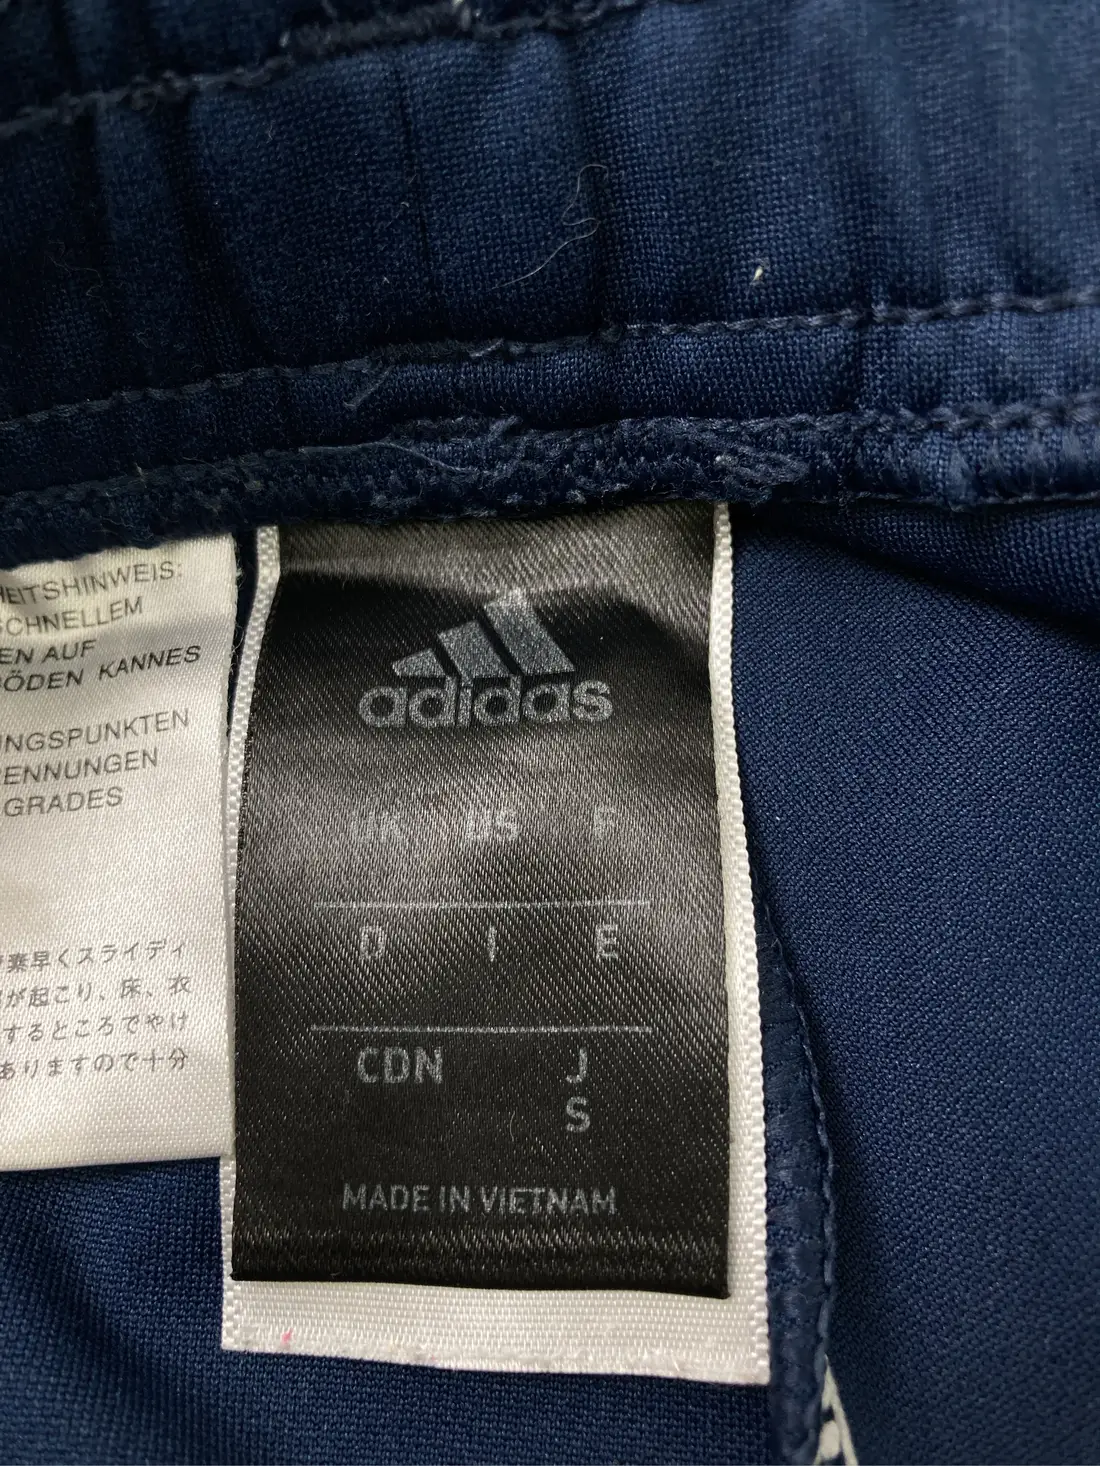 HEITSHINWEIS:
SCHNELLEM
EN AUF
ÖDEN KANNES
NGSPUNKTEN
ENNUNGEN
GRADES
素早くスライディ
が起こり、床、衣
するところでやけ
ありますので十分
adidas
UK US F
D I E
CDN J
S
MADE IN VIETNAM